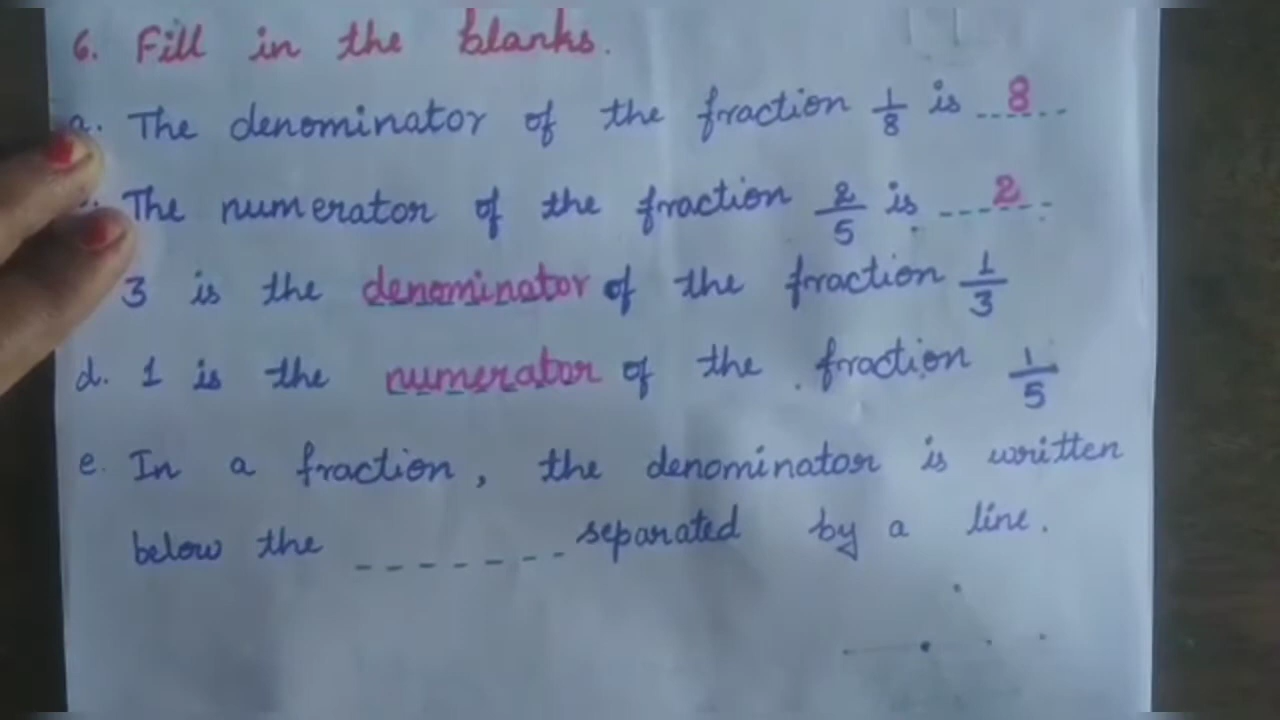 6. Fill in the blanks.
a. The denominator of the fraction 1/8 is 8
The numerator of the fraction 2/5 is 2
3 is the denominator of the fraction 1/3
d. 1 is the numerator of the fraction 1/5
e. In a fraction, the denominator is written
below the _ _ _ _ _ _ _ separated by a line.